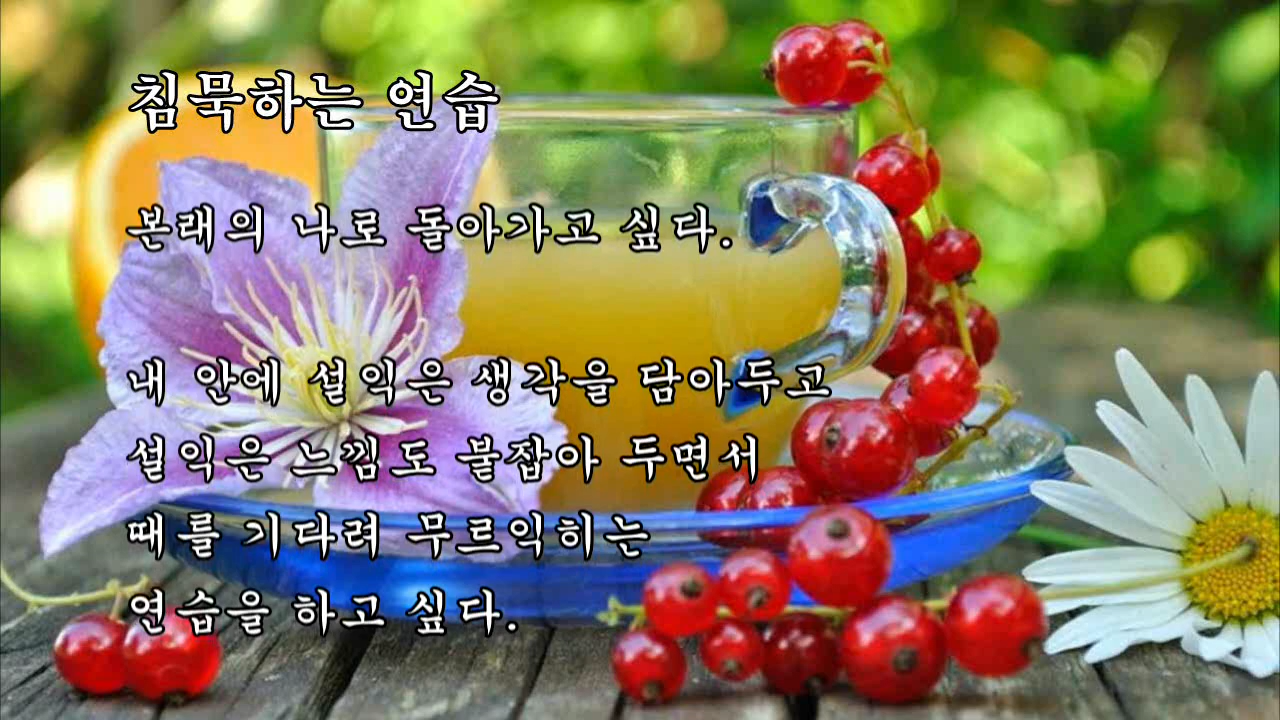 침묵하는 연습
본래의 나로 돌아가고 싶다.
내 안에 설익은 생각을 담아두고
설익은 느낌도 붙잡아 두면서
때를 기다려 무르익히는
연습을 하고 싶다.